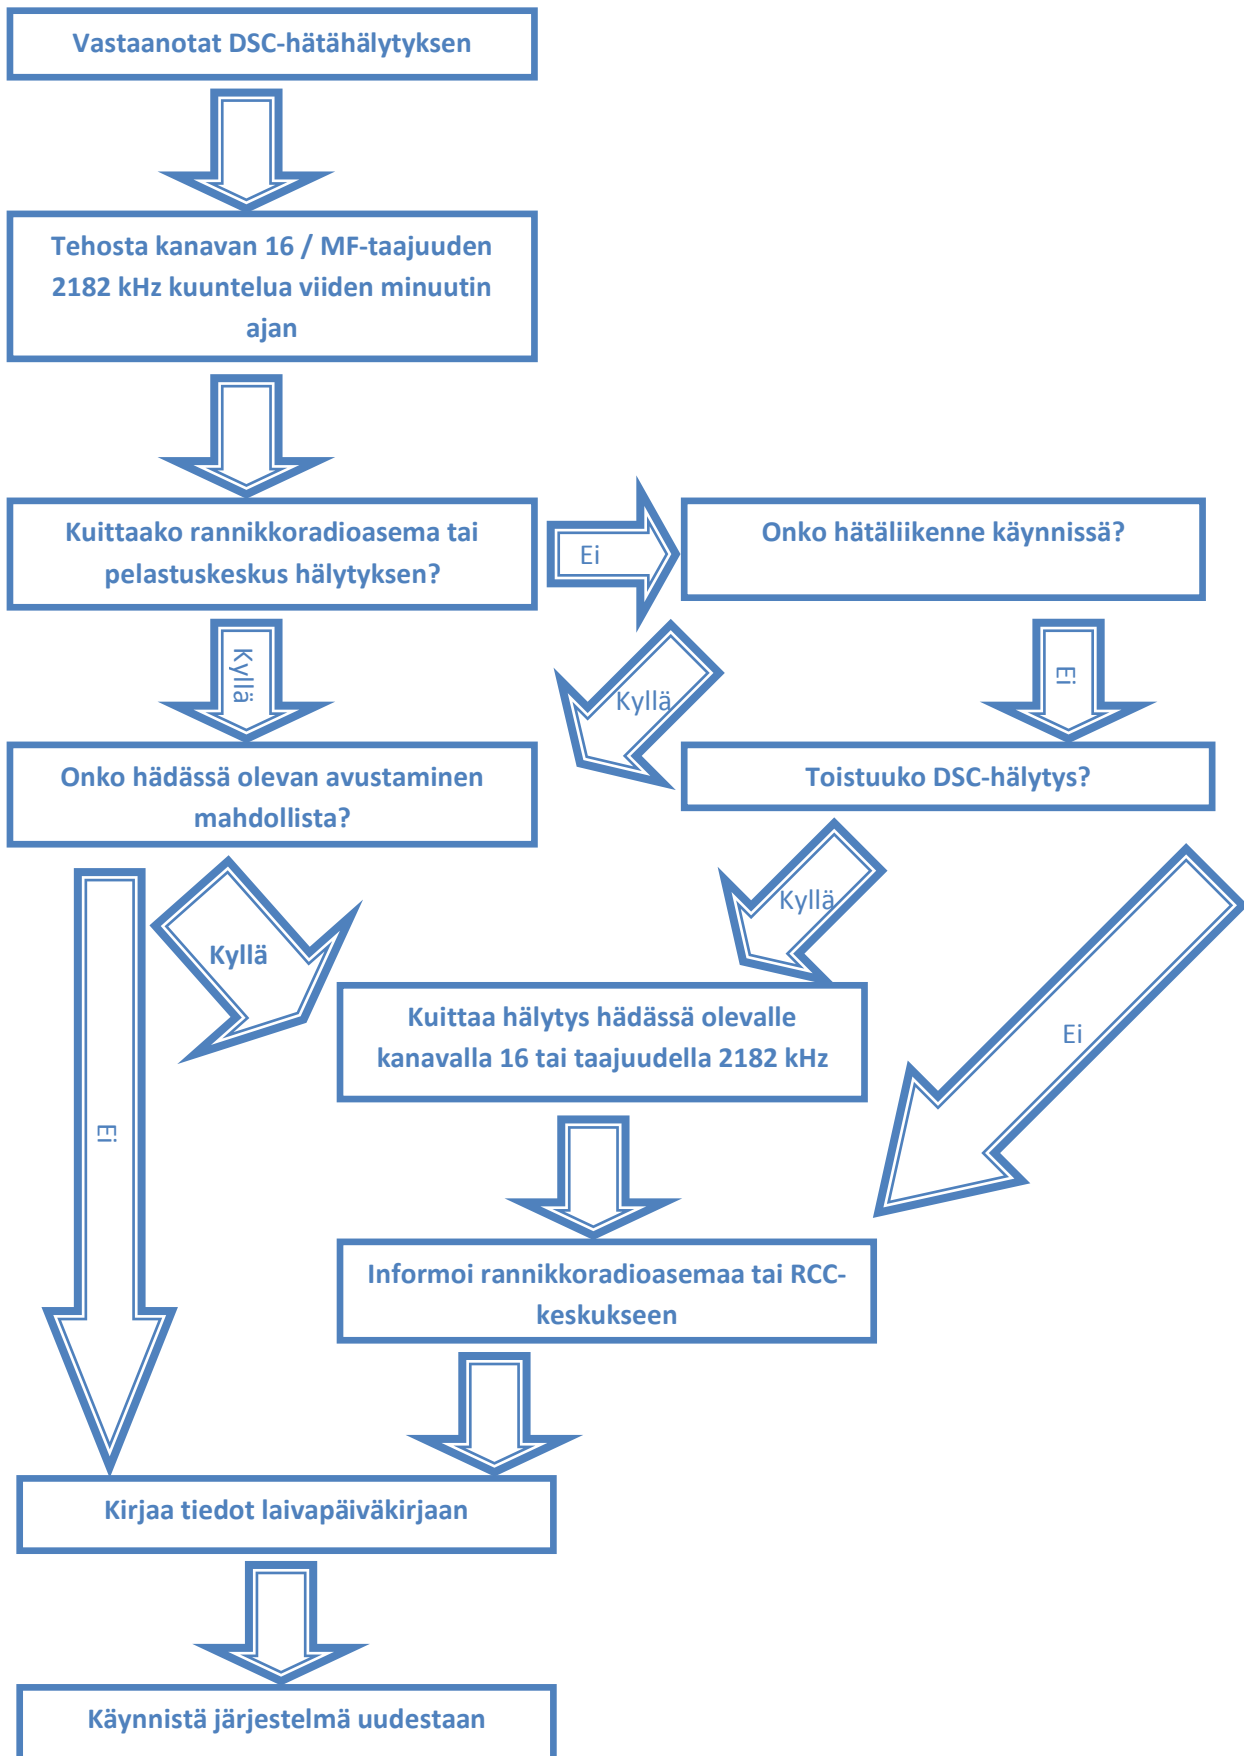 Vastaanotat DSC-hätähälytyksen
Tehosta kanavan 16 / MF-taajuuden
2182 kHz kuuntelua viiden minuutin
ajan
Kuittaako rannikkoradioasema tai
pelastuskeskus hälytyksen?
Ei
Onko hätäliikenne käynnissä?
Kyllä
Kyllä
Ei
Onko hädässä olevan avustaminen
mahdollista?
Toistuuko DSC-hälytys?
Kyllä
Kyllä
Kuittaa hälytys hädässä olevalle
kanavalla 16 tai taajuudella 2182 kHz
Ei
Ei
Informoi rannikkoradioasemaa tai RCC-
keskukseen
Kirjaa tiedot laivapäiväkirjaan
Käynnistä järjestelmä uudestaan